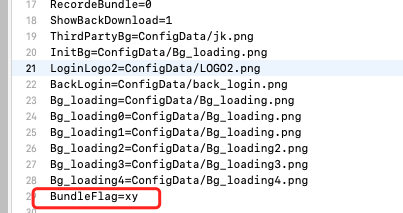 17 RecordeBundle=0
18 ShowBackDownload=1
19 ThirdPartyBg=ConfigData/jk.png
20 InitBg=ConfigData/Bg_loading.png
21 LoginLogo2=ConfigData/LOGO2.png
22 BackLogin=ConfigData/back_login.png
23 Bg_loading=ConfigData/Bg_loading.png
24 Bg_loading0=ConfigData/Bg_loading.png
25 Bg_loading1=ConfigData/Bg_loading.png
26 Bg_loading2=ConfigData/Bg_loading2.png
27 Bg_loading3=ConfigData/Bg_loading3.png
28 Bg_loading4=ConfigData/Bg_loading4.png
29 BundleFlag=xy